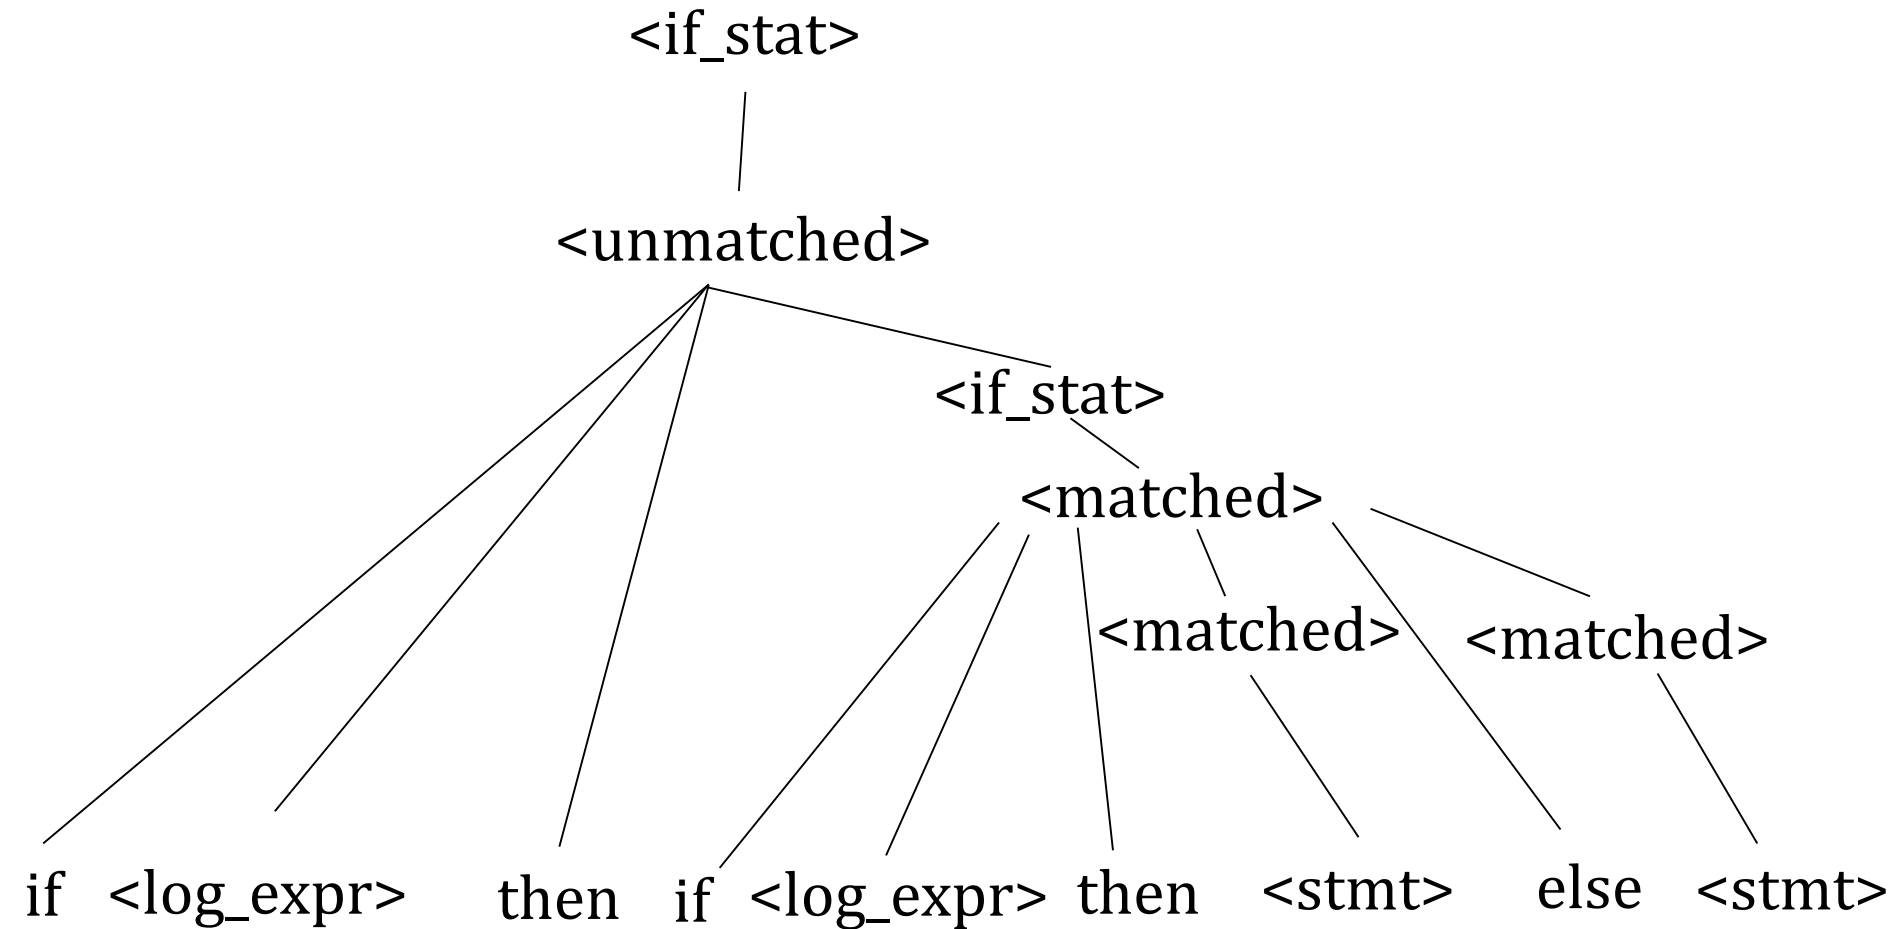 <if_stat>
<unmatched>
<if_stat>
<matched>
<matched> <matched>
if <log_expr> then if <log_expr> then <stmt> else <stmt>